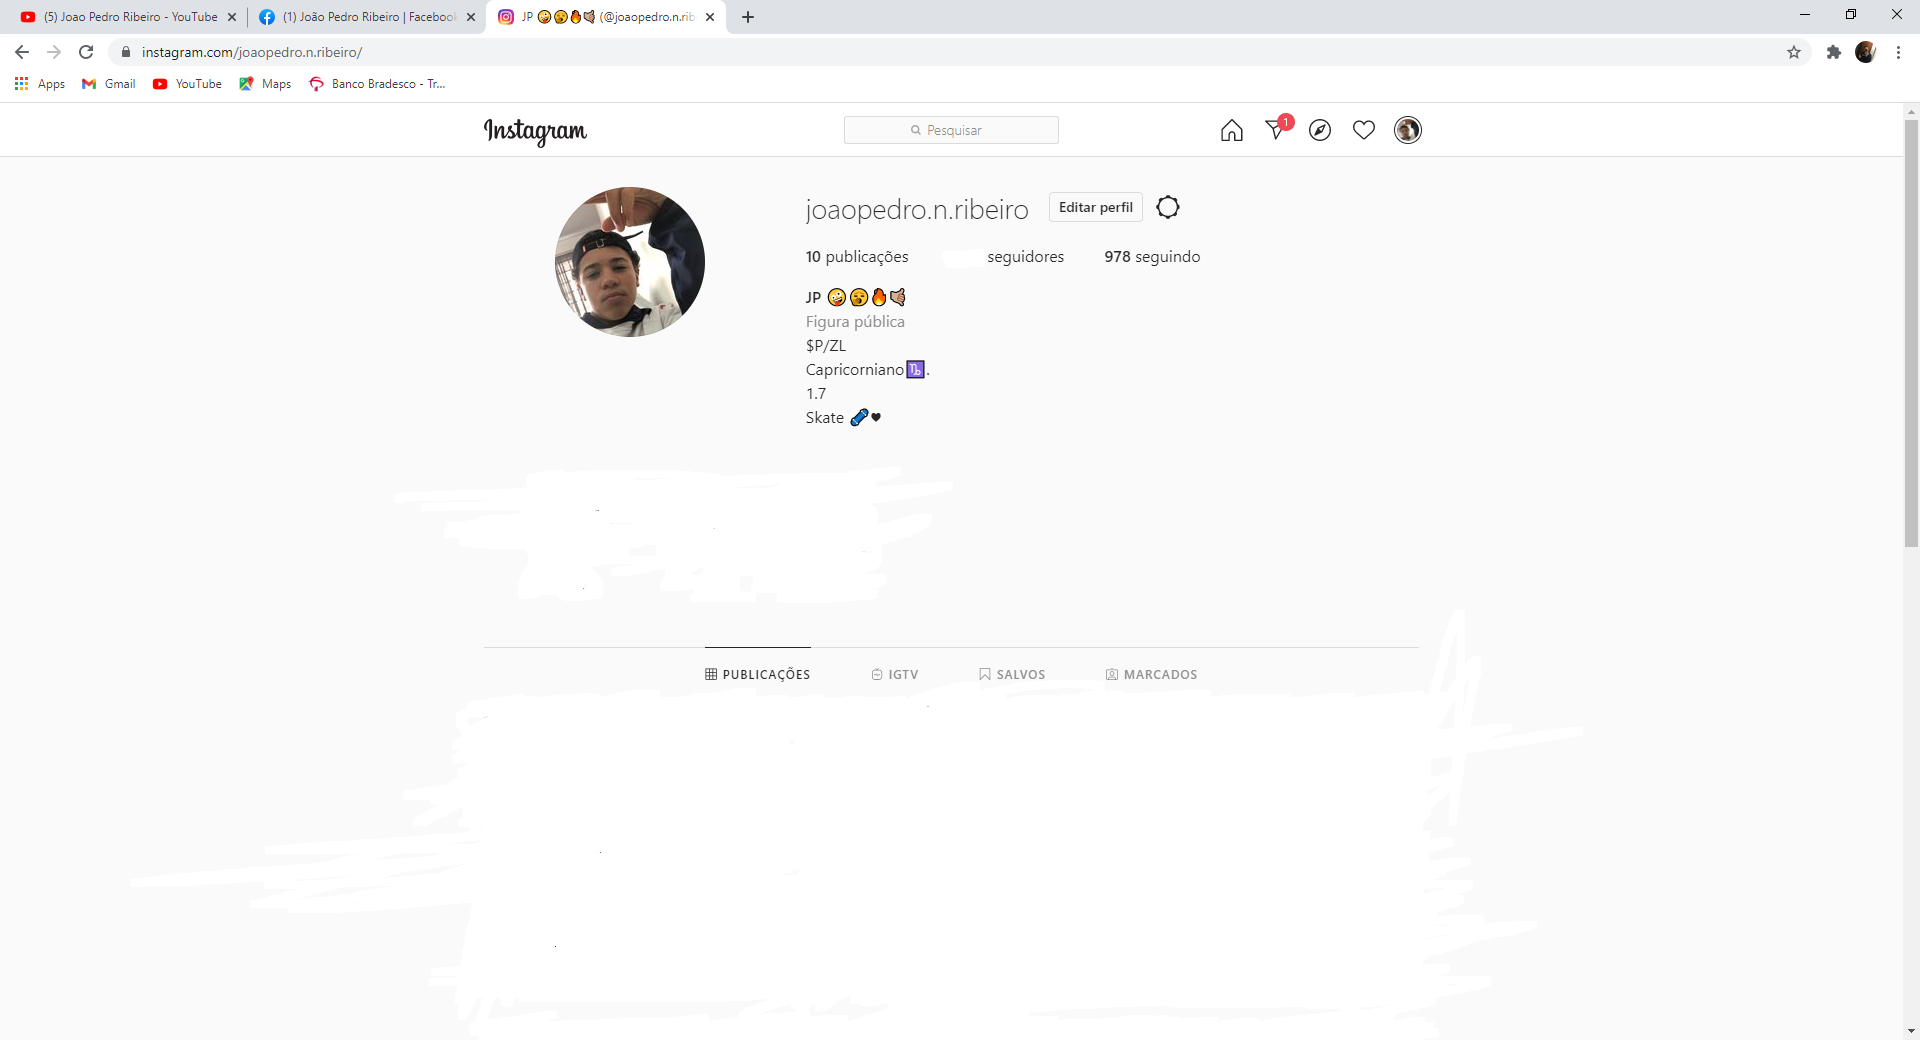 (5) Joao Pedro Ribeiro - YouTube
(1) João Pedro Ribeiro | Facebook
JP 🤪🥱🔥🤙🏽 (@joaopedro.n.rib
instagram.com/joaopedro.n.ribeiro/
Apps Gmail YouTube Maps Banco Bradesco - Tr...
Instagram
Pesquisar
1
joaopedro.n.ribeiro Editar perfil
10 publicações seguidores 978 seguindo
JP 🤪🥱🔥🤙🏽
Figura pública
$P/ZL
Capricorniano♑.
1.7
Skate 🛹♥
PUBLICAÇÕES IGTV SALVOS MARCADOS